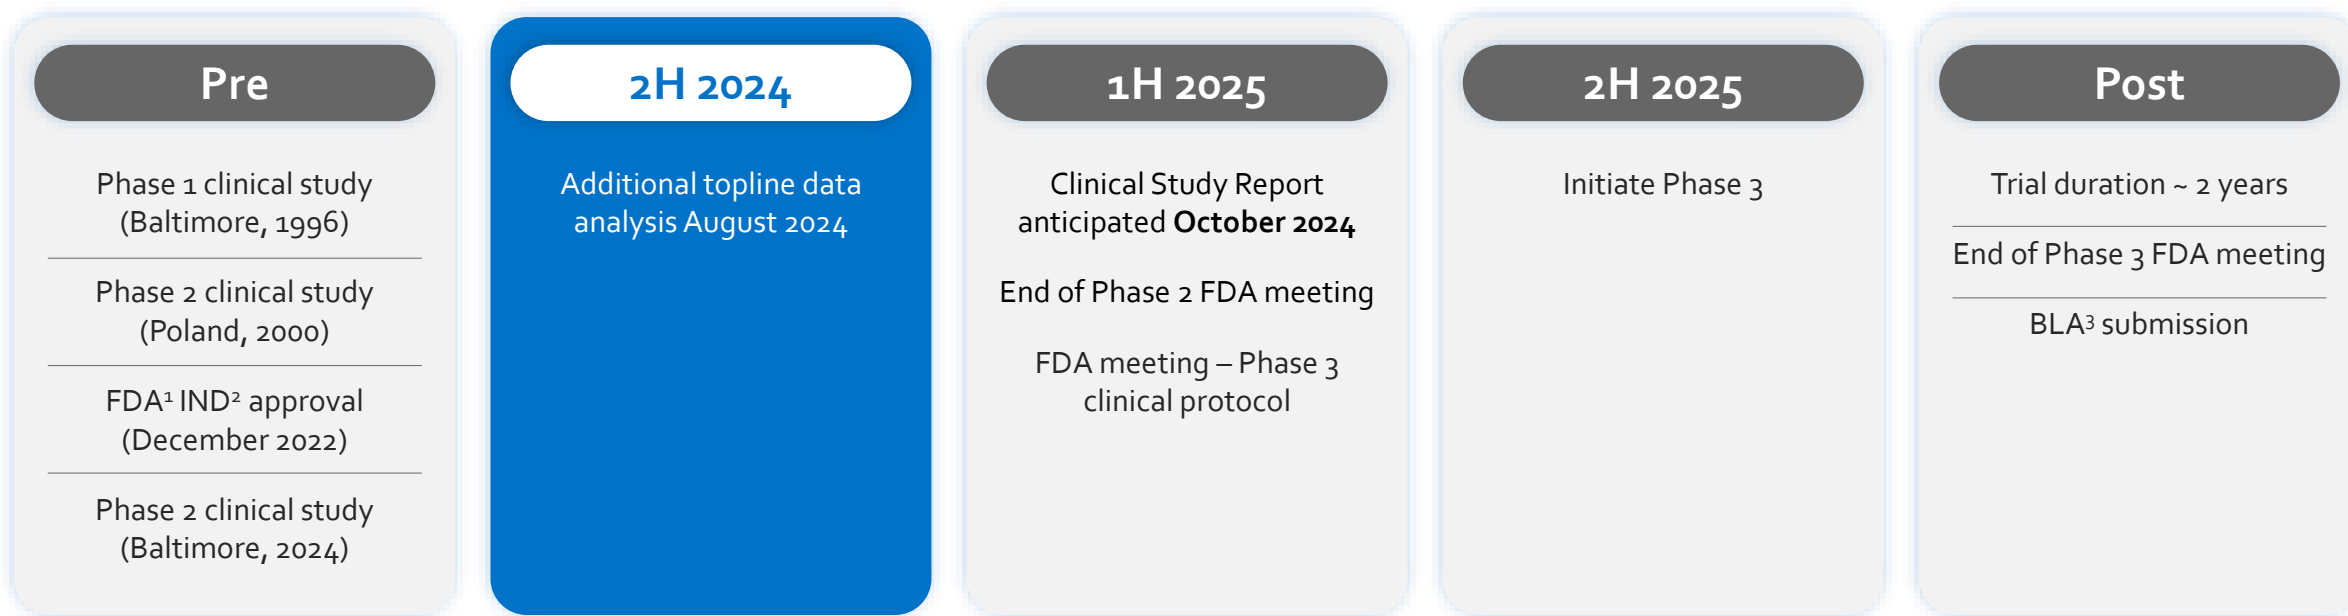 Pre
Phase 1 clinical study
(Baltimore, 1996)
Phase 2 clinical study
(Poland, 2000)
FDA¹ IND² approval
(December 2022)
Phase 2 clinical study
(Baltimore, 2024)
2H 2024
Additional topline data
analysis August 2024
1H 2025
Clinical Study Report
anticipated October 2024
End of Phase 2 FDA meeting
FDA meeting – Phase 3
clinical protocol
2H 2025
Initiate Phase 3
Post
Trial duration ~ 2 years
End of Phase 3 FDA meeting
BLA³ submission